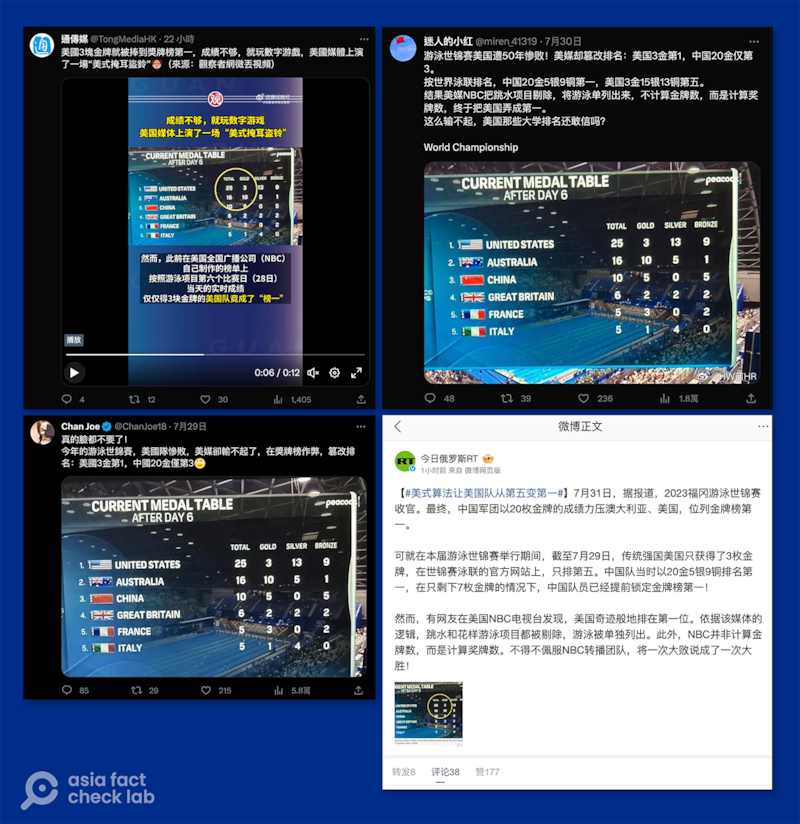 通傳媒 @TongMediaHK · 22 小時
美國3塊金牌就被捧到獎牌榜第一，成績不够，就玩數字游戲，美國媒體上演
了一場“美式掩耳盜鈴”（來源：觀察者網微丟視頻）
成绩不够，就玩数字游戏
美国媒体上演了一场“美式掩耳盗铃”
CURRENT MEDAL TABLE
AFTER DAY 6
TOTAL GOLD SILVER BRONZE
1. UNITED STATES 25 3 13 9
2. AUSTRALIA 16 10 5 1
3. CHINA 10 5 0 5
4. GREAT BRITAIN 6 2 2 2
5. FRANCE 5 3 0 2
5. ITALY 5 1 4 0
peacock
然而，此前在美国全国广播公司（NBC）
自己制作的榜单上
按照游泳项目第六个比赛日（28日）
当天的实时成绩
仅仅得3块金牌的美国队竟成了“榜一”
播放
0:06 / 0:12
4 12 30 1,405
迷人的小红 @miren_41319 · 7月30日
游泳世锦赛美国遭50年惨败！美媒却篡改排名：美国3金第1，中国20金仅第
3。
按世界泳联排名，中国20金5银9铜第一，美国3金15银13铜第五。
结果美媒NBC把跳水项目剔除，将游泳单列出来，不计算金牌数，而是计算奖
牌数，终于把美国弄成第一。
这么输不起，美国那些大学排名还敢信吗？
World Championship
CURRENT MEDAL TABLE
AFTER DAY 6
peacock
TOTAL GOLD SILVER BRONZE
1. UNITED STATES 25 3 13 9
2. AUSTRALIA 16 10 5 1
3. CHINA 10 5 0 5
4. GREAT BRITAIN 6 2 2 2
5. FRANCE 5 3 0 2
5. ITALY 5 1 4 0
48 39 236 1.8萬
Chan Joe @ChanJoe18 · 7月29日
真的臉都不要了！
今年的游泳世錦賽，美國隊慘敗，美媒卻輸不起了，在獎牌榜作弊，篡改排
名：美國3金第1，中國20金僅第3
CURRENT MEDAL TABLE
AFTER DAY 6
peacock
TOTAL GOLD SILVER BRONZE
1. UNITED STATES 25 3 13 9
2. AUSTRALIA 16 10 5 1
3. CHINA 10 5 0 5
4. GREAT BRITAIN 6 2 2 2
5. FRANCE 5 3 0 2
5. ITALY 5 1 4 0
85 29 215 5.8萬
微博正文
RT
今日俄罗斯RT
1小时前 来自 微博网页版
【#美式算法让美国队从第五变第一#】7月31日，据报道，2023福冈游泳世锦赛
收官。最终，中国军团以20枚金牌的成绩力压澳大利亚、美国，位列金牌榜第
一。
可就在本届游泳世锦赛举行期间，截至7月29日，传统强国美国只获得了3枚金
牌，在世锦赛泳联的官方网站上，只排第五。中国队当时以20金5银9铜排名第
一，在只剩下7枚金牌的情况下，中国队员已经提前锁定金牌榜第一！
然而，有网友在美国NBC电视台发现，美国奇迹般地排在第一位。依据该媒体的
逻辑，跳水和花样游泳项目都被剔除，游泳被单独列出。此外，NBC并非计算金
牌数，而是计算奖牌数。不得不佩服NBC转播团队，将一次大败说成了一次大
胜！
转发8 评论38 赞177
asia fact
check lab